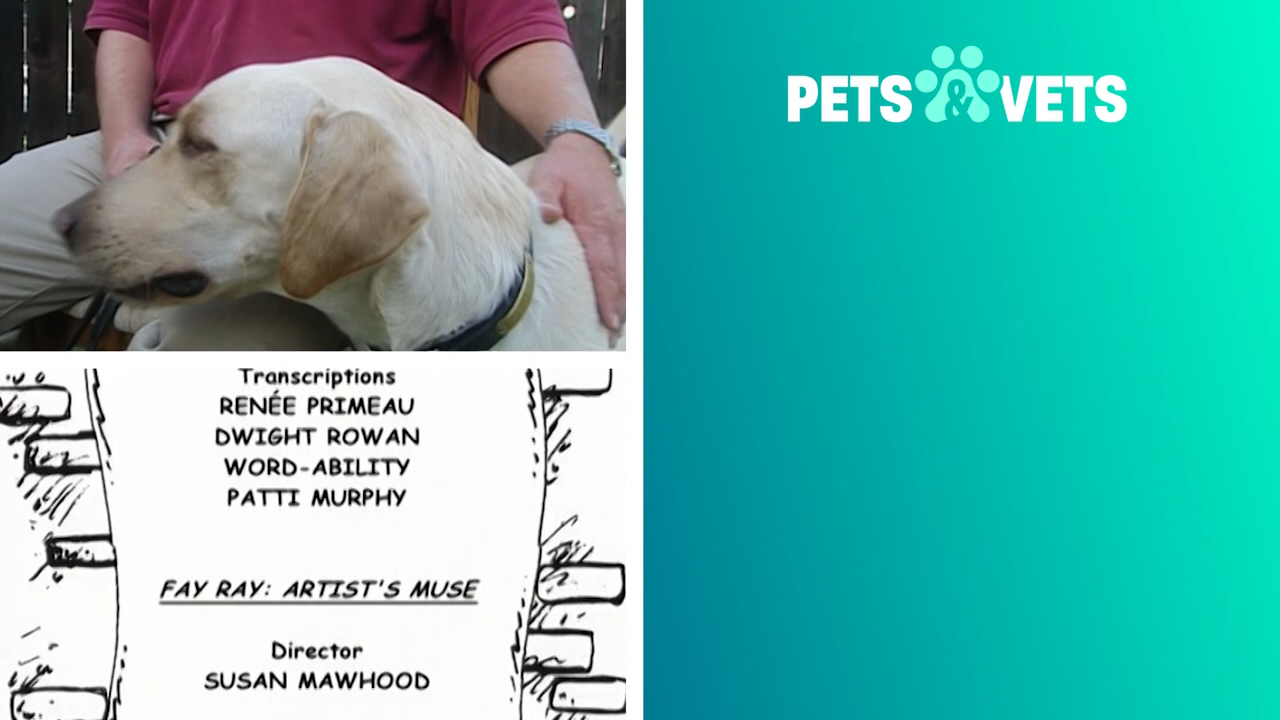 Transcriptions
RENÉE PRIMEAU
DWIGHT ROWAN
WORD-ABILITY
PATTI MURPHY
FAY RAY: ARTIST'S MUSE
Director
SUSAN MAWHOOD
PETS & VETS